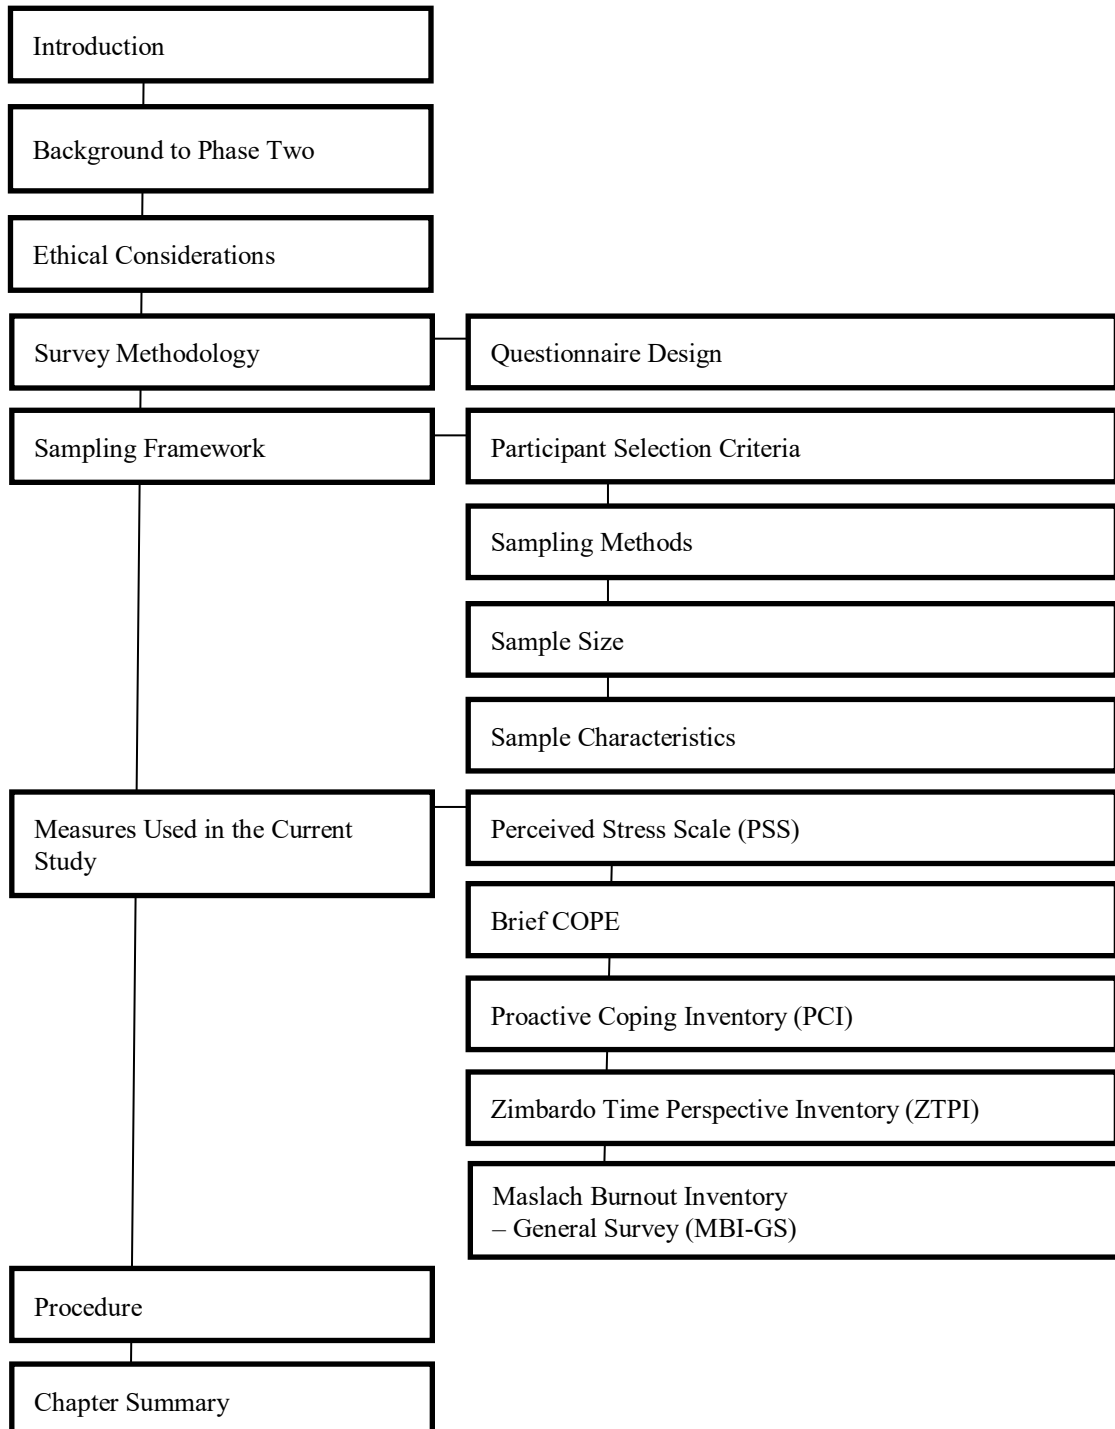 Introduction
Background to Phase Two
Ethical Considerations
Survey Methodology
Questionnaire Design
Sampling Framework
Participant Selection Criteria
Sampling Methods
Sample Size
Sample Characteristics
Measures Used in the Current
Study
Perceived Stress Scale (PSS)
Brief COPE
Proactive Coping Inventory (PCI)
Zimbardo Time Perspective Inventory (ZTPI)
Maslach Burnout Inventory
– General Survey (MBI-GS)
Procedure
Chapter Summary